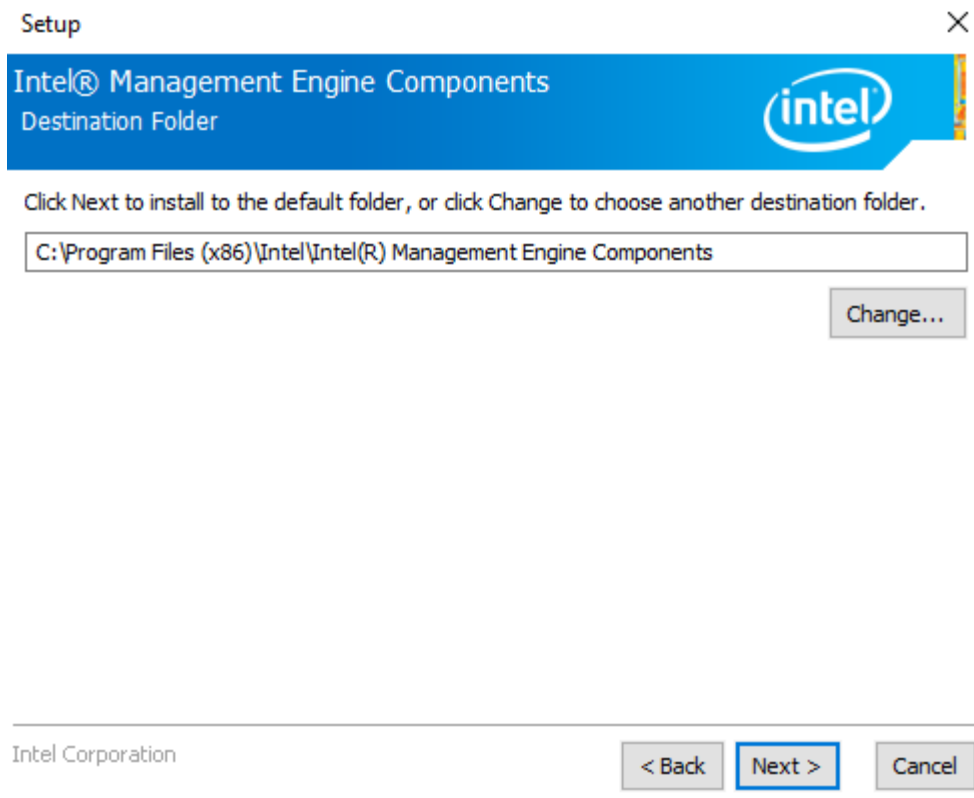 Setup
Intel® Management Engine Components
Destination Folder
intel®
Click Next to install to the default folder, or click Change to choose another destination folder.
C:\Program Files (x86)\Intel\Intel(R) Management Engine Components
Change...
Intel Corporation
< Back
Next >
Cancel